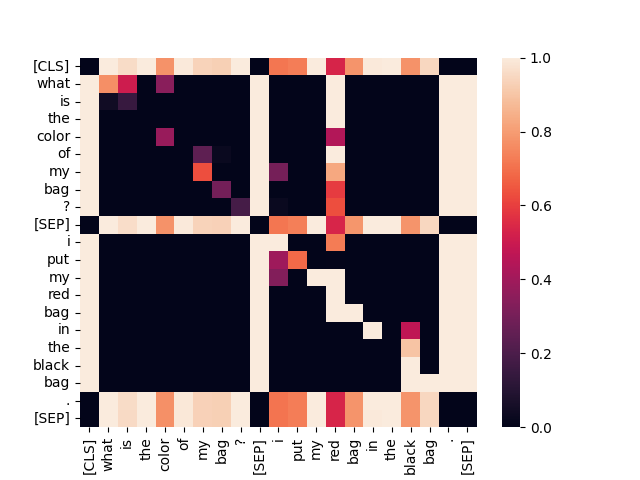 [CLS]
what
is
the
color
of
my
bag
?
[SEP]
i
put
my
red
bag
in
the
black
bag
.
[SEP]
[CLS]
what
is
the
color
of
my
bag
?
[SEP]
i
put
my
red
bag
in
the
black
bag
.
[SEP]
1.0
0.8
0.6
0.4
0.2
0.0